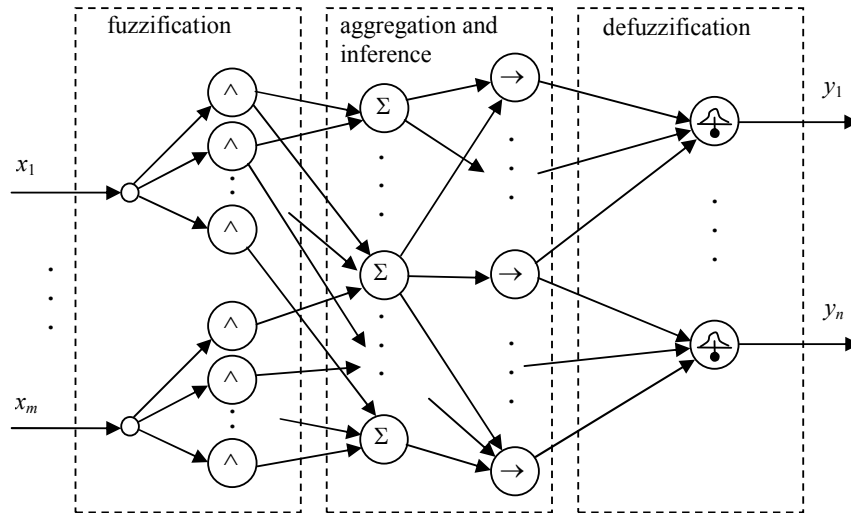 fuzzification
aggregation and
inference
defuzzification
x1
xm
^
^
^
^
^
^
Σ
Σ
Σ
→
→
→
y1
yn